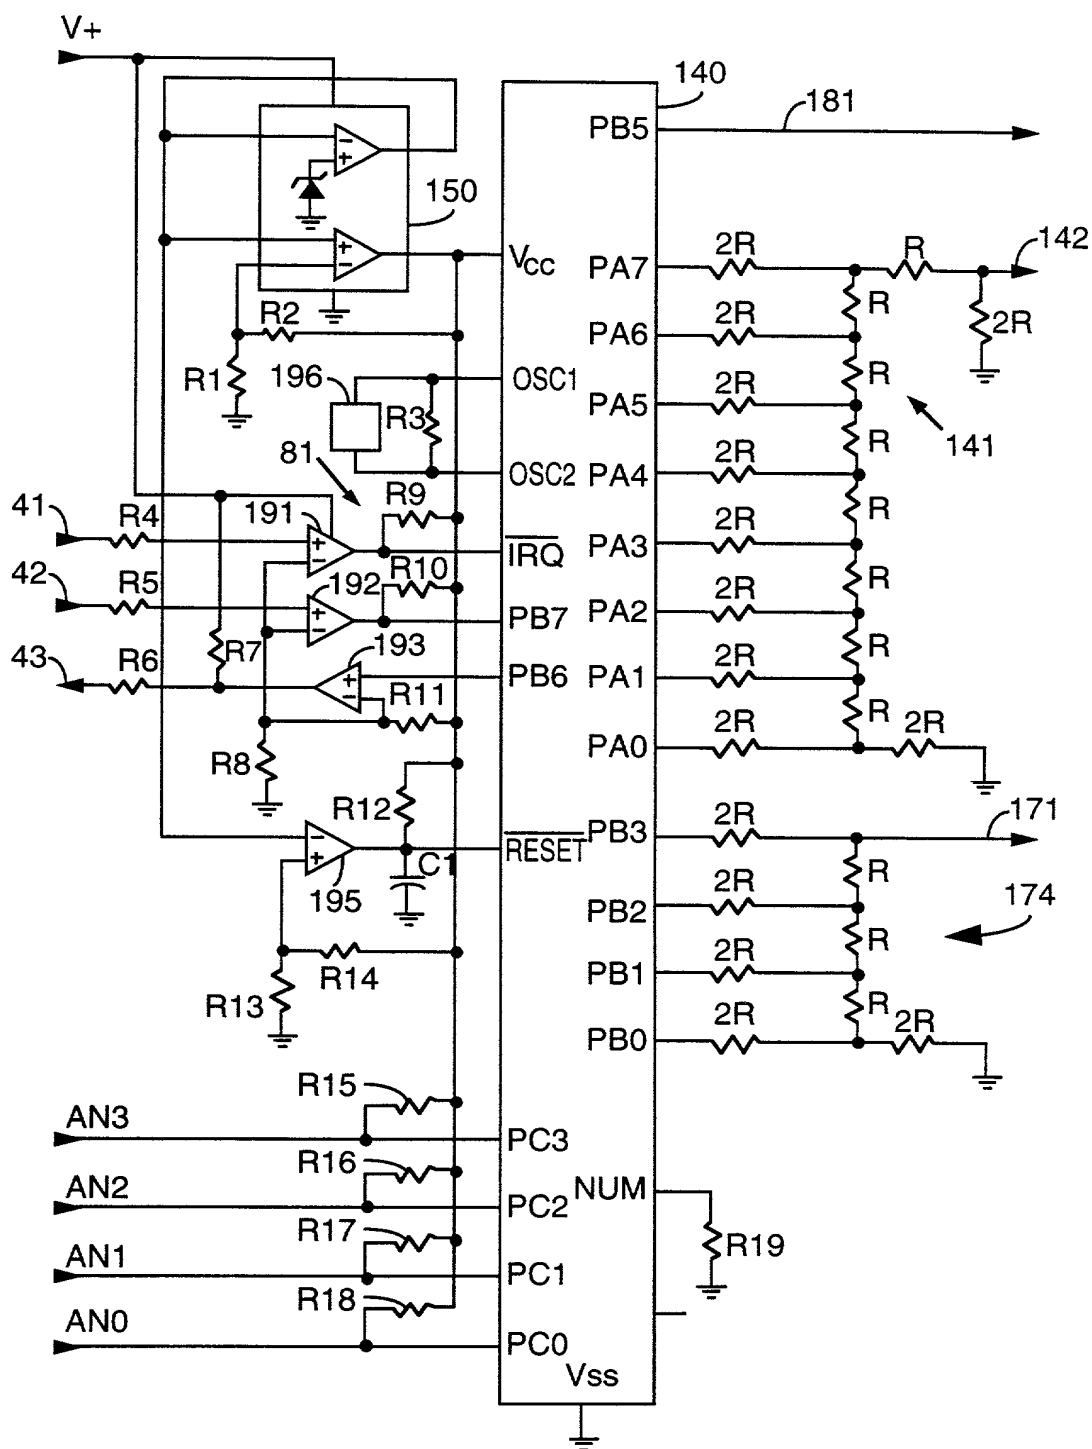 V+
140
PB5
181
150
2R
R
142
VCC
PA7
R
2R
R2
2R
PA6
R1
196
OSC1
R
R3
2R
PA5
141
R
81
OSC2
2R
PA4
R9
41
R4
191
R
IRQ
2R
PA3
R10
42
R5
192
R
PB7
2R
PA2
43
R6
R7
193
R
PB6
2R
PA1
R11
R
R8
2R
2R
PA0
R12
171
2R
RESET
PB3
C1
R
195
174
2R
PB2
R
R14
2R
PB1
R13
R
2R
2R
PB0
R15
AN3
PC3
R16
AN2
NUM
PC2
R17
R19
AN1
PC1
R18
AN0
PC0
Vss